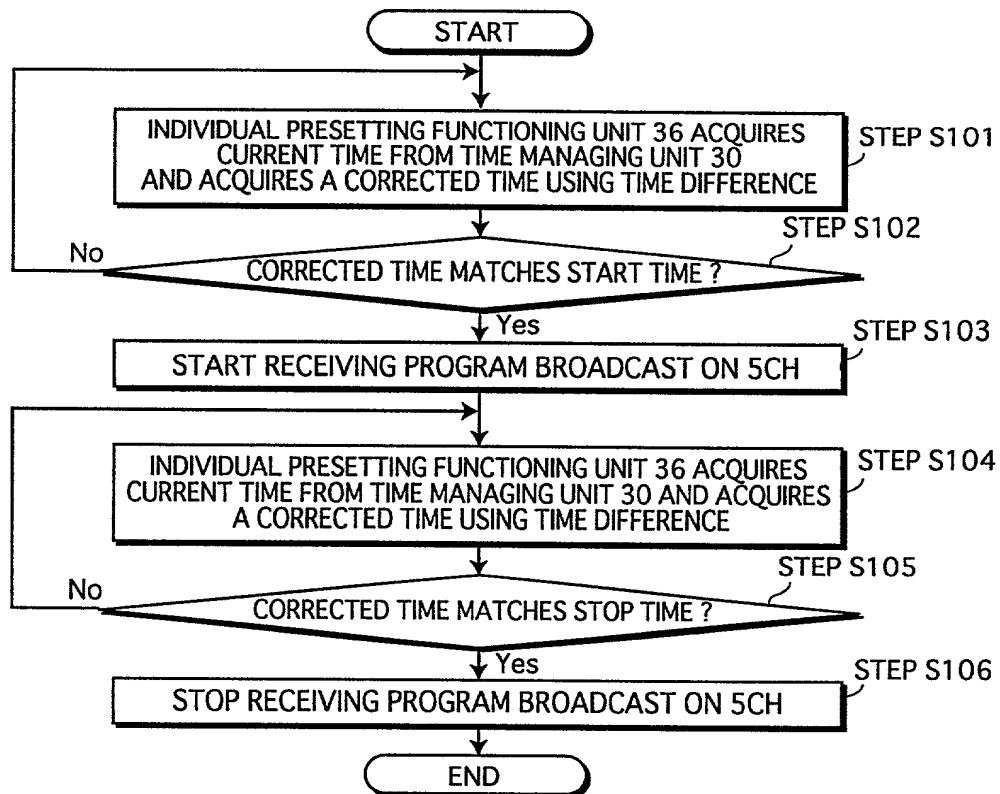 START
INDIVIDUAL PRESETTING FUNCTIONING UNIT 36 ACQUIRES
CURRENT TIME FROM TIME MANAGING UNIT 30
AND ACQUIRES A CORRECTED TIME USING TIME DIFFERENCE
STEP S101
STEP S102
No
CORRECTED TIME MATCHES START TIME ?
Yes
STEP S103
START RECEIVING PROGRAM BROADCAST ON 5CH
INDIVIDUAL PRESETTING FUNCTIONING UNIT 36 ACQUIRES
CURRENT TIME FROM TIME MANAGING UNIT 30 AND ACQUIRES
A CORRECTED TIME USING TIME DIFFERENCE
STEP S104
STEP S105
No
CORRECTED TIME MATCHES STOP TIME ?
Yes
STEP S106
STOP RECEIVING PROGRAM BROADCAST ON 5CH
END